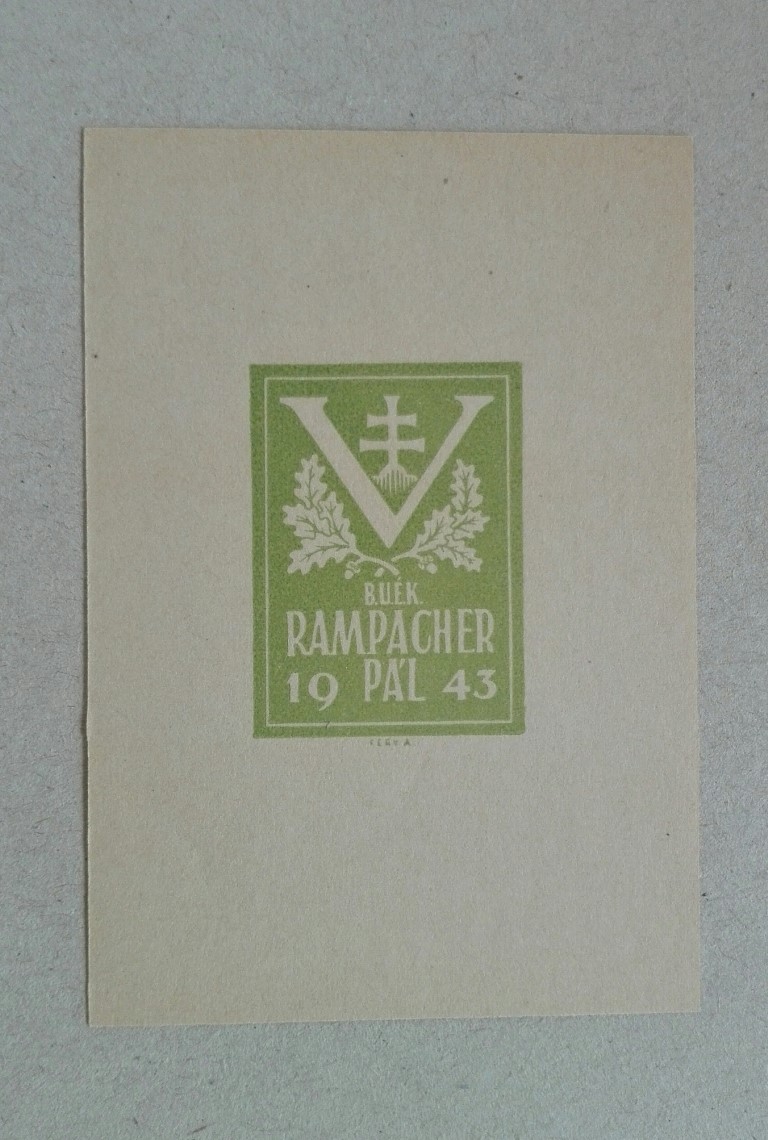 V
B.U.É.K.
RAMPACHER
19 PÁL 43